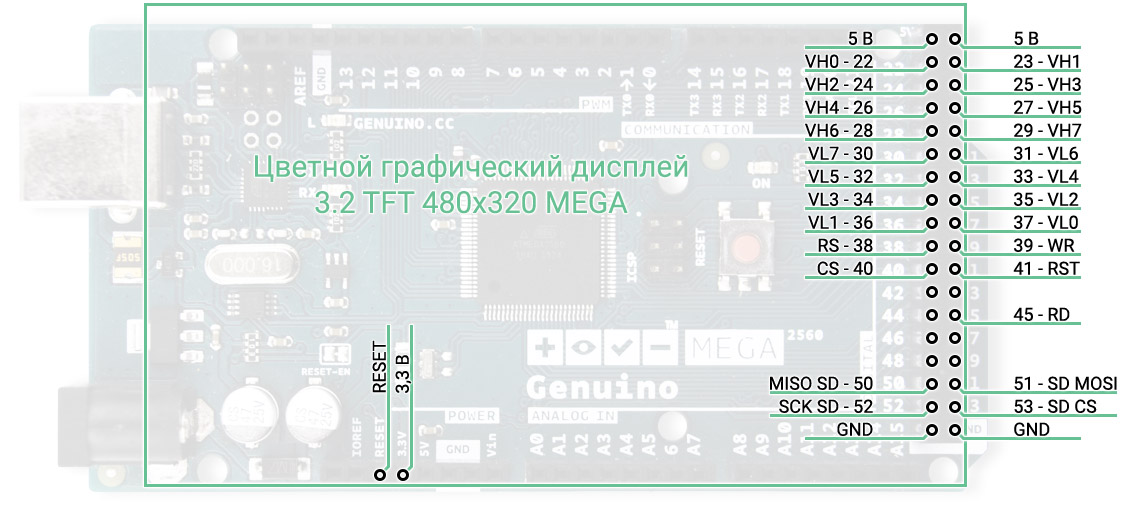 5 В 5 В
VH0 - 22 23 - VH1
VH2 - 24 25 - VH3
VH4 - 26 27 - VH5
VH6 - 28 29 - VH7
VL7 - 30 31 - VL6
VL5 - 32 33 - VL4
VL3 - 34 35 - VL2
VL1 - 36 37 - VL0
RS - 38 39 - WR
CS - 40 41 - RST
45 - RD
MISO SD - 50 51 - SD MOSI
SCK SD - 52 53 - SD CS
GND GND
Цветной графический дисплей
3.2 TFT 480x320 MEGA
RESET
3,3 В
AREF GND 13 12 11 10 9 8 7 6 5 4 3 2 TX0→1 RX0←0 TX3 14 RX3 15 TX2 16 RX2 17 TX1 18
PWM
L
GENUINO.CC
COMMUNICATION
ON
16.000
ICSP
RESET
42
44
46
48
50
52
MEGA
2560
Genuino
RESET-EN
POWER
ANALOG IN
IOREF RESET 3.3V 5V GND Vin A0 A1 A2 A3 A4 A5 A7 A8 A9 A10